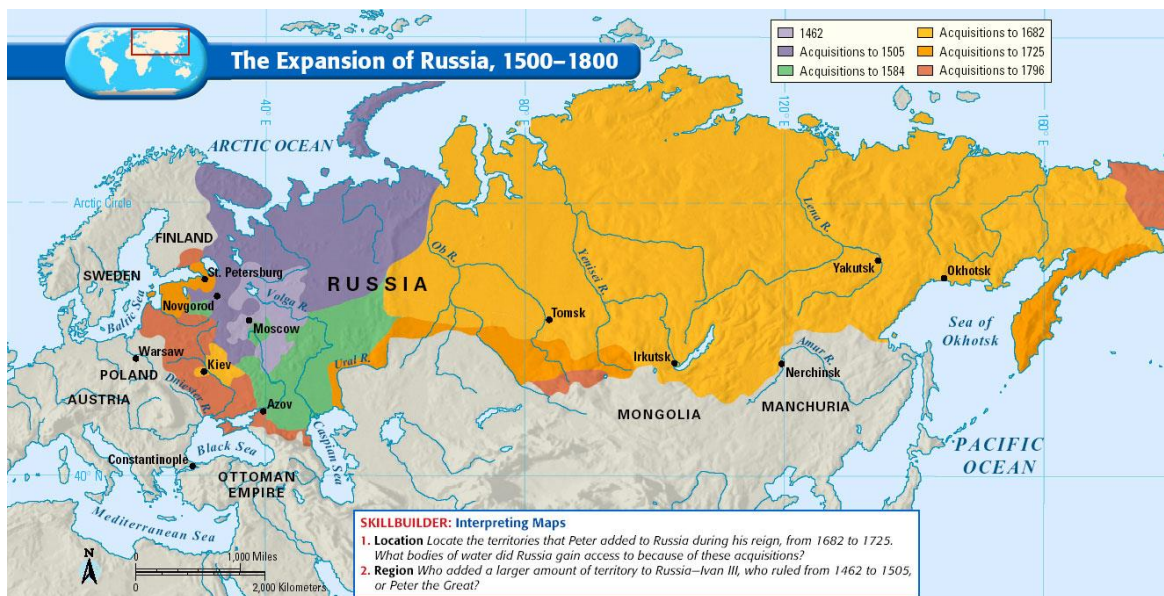 The Expansion of Russia, 1500–1800
1462
Acquisitions to 1505
Acquisitions to 1584
Acquisitions to 1682
Acquisitions to 1725
Acquisitions to 1796
40° E
80° E
120° E
160° E
ARCTIC OCEAN
Arctic Circle
FINLAND
SWEDEN
St. Petersburg
RUSSIA
Ob R.
Yenisei R.
Lena R.
Yakutsk
Okhotsk
Baltic Sea
Novgorod
Volga R.
Moscow
Tomsk
Sea of
Okhotsk
Warsaw
POLAND
Kiev
Ural R.
Irkutsk
Amur R.
Nerchinsk
AUSTRIA
Dniester R.
Azov
MONGOLIA
MANCHURIA
Black Sea
Caspian Sea
PACIFIC
OCEAN
Constantinople
40° N
OTTOMAN
EMPIRE
Mediterranean Sea
N
0
1,000 Miles
0
2,000 Kilometers
SKILLBUILDER: Interpreting Maps
1. Location Locate the territories that Peter added to Russia during his reign, from 1682 to 1725.
What bodies of water did Russia gain access to because of these acquisitions?
2. Region Who added a larger amount of territory to Russia—Ivan III, who ruled from 1462 to 1505,
or Peter the Great?